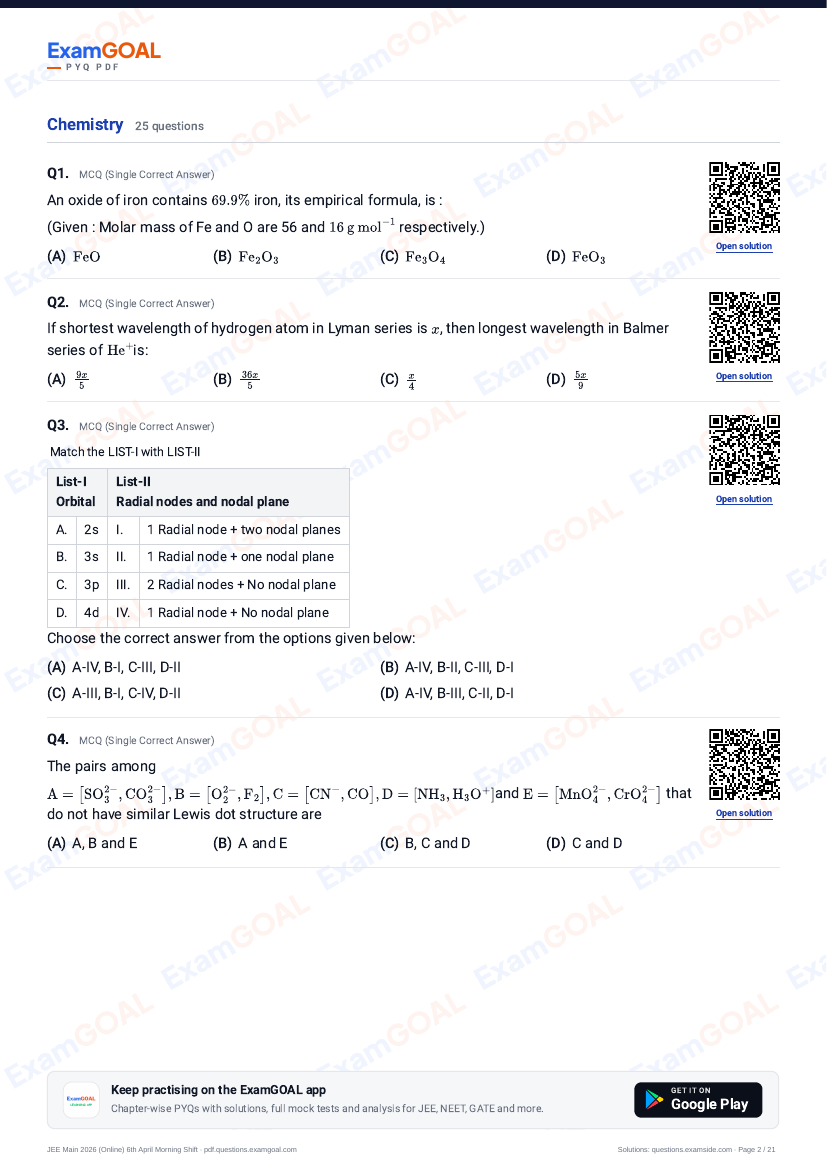 ExamGOAL
PYQ PDF
Chemistry 25 questions
Q1. MCQ (Single Correct Answer)
An oxide of iron contains 69.9% iron, its empirical formula, is :
(Given : Molar mass of Fe and O are 56 and 16 g mol⁻¹ respectively.)
(A) FeO (B) Fe₂O₃ (C) Fe₃O₄ (D) FeO₃
Open solution
Q2. MCQ (Single Correct Answer)
If shortest wavelength of hydrogen atom in Lyman series is x, then longest wavelength in Balmer
series of He⁺is:
(A) 9x/5 (B) 36x/5 (C) x/4 (D) 5x/9
Open solution
Q3. MCQ (Single Correct Answer)
Match the LIST-I with LIST-II
Open solution
List-I List-II
Orbital Radial nodes and nodal plane
A. 2s I. 1 Radial node + two nodal planes
B. 3s II. 1 Radial node + one nodal plane
C. 3p III. 2 Radial nodes + No nodal plane
D. 4d IV. 1 Radial node + No nodal plane
Choose the correct answer from the options given below:
(A) A-IV, B-I, C-III, D-II (B) A-IV, B-II, C-III, D-I
(C) A-III, B-I, C-IV, D-II (D) A-IV, B-III, C-II, D-I
Q4. MCQ (Single Correct Answer)
The pairs among
A = [SO₃²⁻, CO₃²⁻], B = [O₂²⁻, F₂], C = [CN⁻, CO], D = [NH₃, H₃O⁺]and E = [MnO₄²⁻, CrO₄²⁻] that
do not have similar Lewis dot structure are
Open solution
(A) A, B and E (B) A and E (C) B, C and D (D) C and D
Keep practising on the ExamGOAL app
Chapter-wise PYQs with solutions, full mock tests and analysis for JEE, NEET, GATE and more.
GET IT ON
Google Play
JEE Main 2026 (Online) 6th April Morning Shift · pdf.questions.examgoal.com Solutions: questions.examside.com · Page 2 / 21